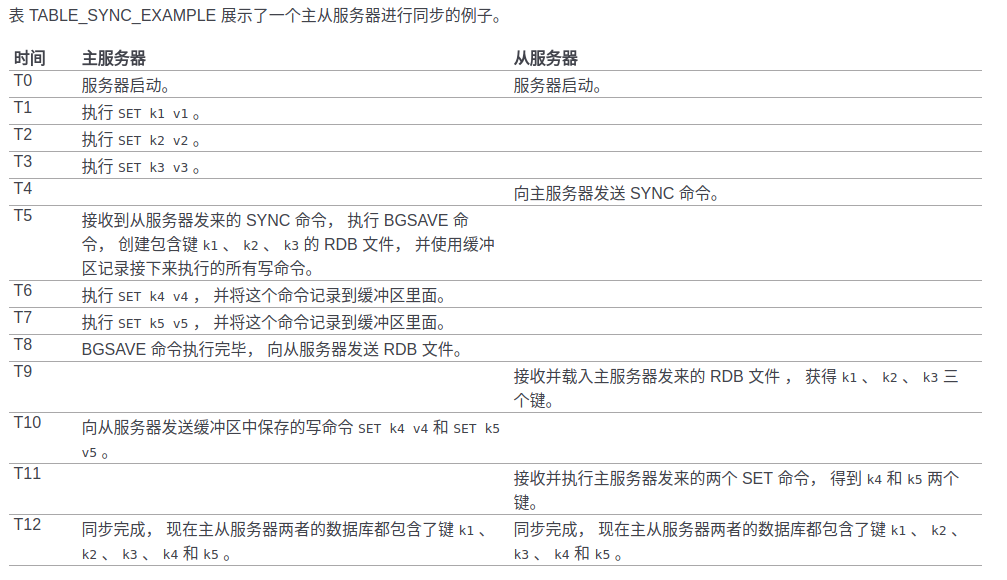 表 TABLE_SYNC_EXAMPLE 展示了一个主从服务器进行同步的例子。
时间 主服务器 从服务器
T0 服务器启动。 服务器启动。
T1 执行 SET k1 v1 。
T2 执行 SET k2 v2 。
T3 执行 SET k3 v3 。
T4 向主服务器发送 SYNC 命令。
T5 接收到从服务器发来的 SYNC 命令， 执行 BGSAVE 命
令， 创建包含键 k1 、 k2 、 k3 的 RDB 文件， 并使用缓冲
区记录接下来执行的所有写命令。
T6 执行 SET k4 v4 ， 并将这个命令记录到缓冲区里面。
T7 执行 SET k5 v5 ， 并将这个命令记录到缓冲区里面。
T8 BGSAVE 命令执行完毕， 向从服务器发送 RDB 文件。
T9 接收并载入主服务器发来的 RDB 文件 ， 获得 k1 、 k2 、 k3 三
个键。
T10 向从服务器发送缓冲区中保存的写命令 SET k4 v4 和 SET k5
v5 。
T11 接收并执行主服务器发来的两个 SET 命令， 得到 k4 和 k5 两个
键。
T12 同步完成， 现在主从服务器两者的数据库都包含了键 k1 、 同步完成， 现在主从服务器两者的数据库都包含了键 k1 、 k2 、
k2 、 k3 、 k4 和 k5 。 k3 、 k4 和 k5 。